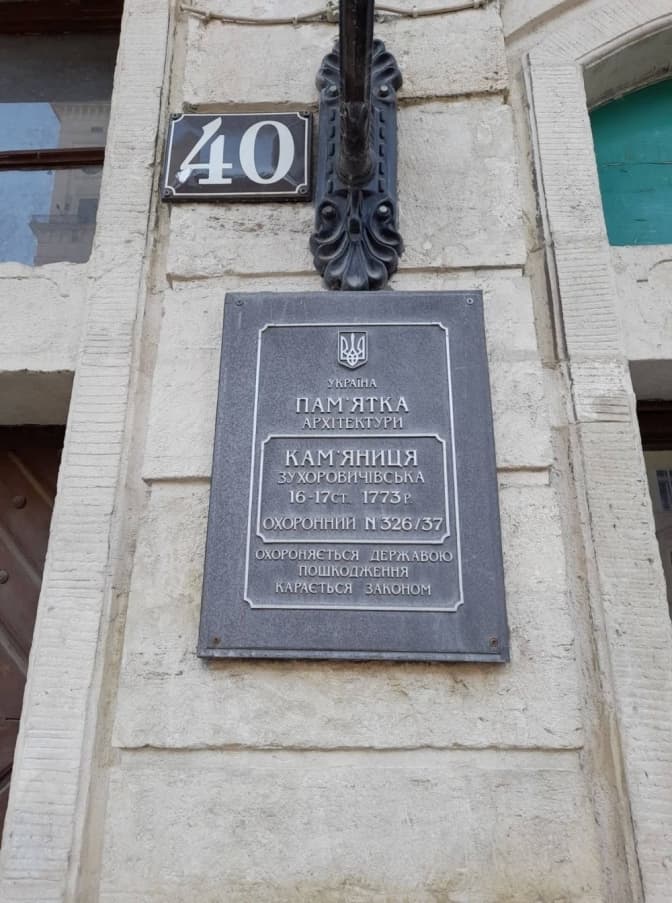 40
УКРАЇНА
ПАМ'ЯТКА
АРХІТЕКТУРИ
КАМ'ЯНИЦЯ
ЗУХОРОВИЧІВСЬКА
16-17СТ. 1773Р.
ОХОРОННИЙ N 326/37
ОХОРОНЯЄТЬСЯ ДЕРЖАВОЮ
ПОШКОДЖЕННЯ
КАРАЄТЬСЯ ЗАКОНОМ